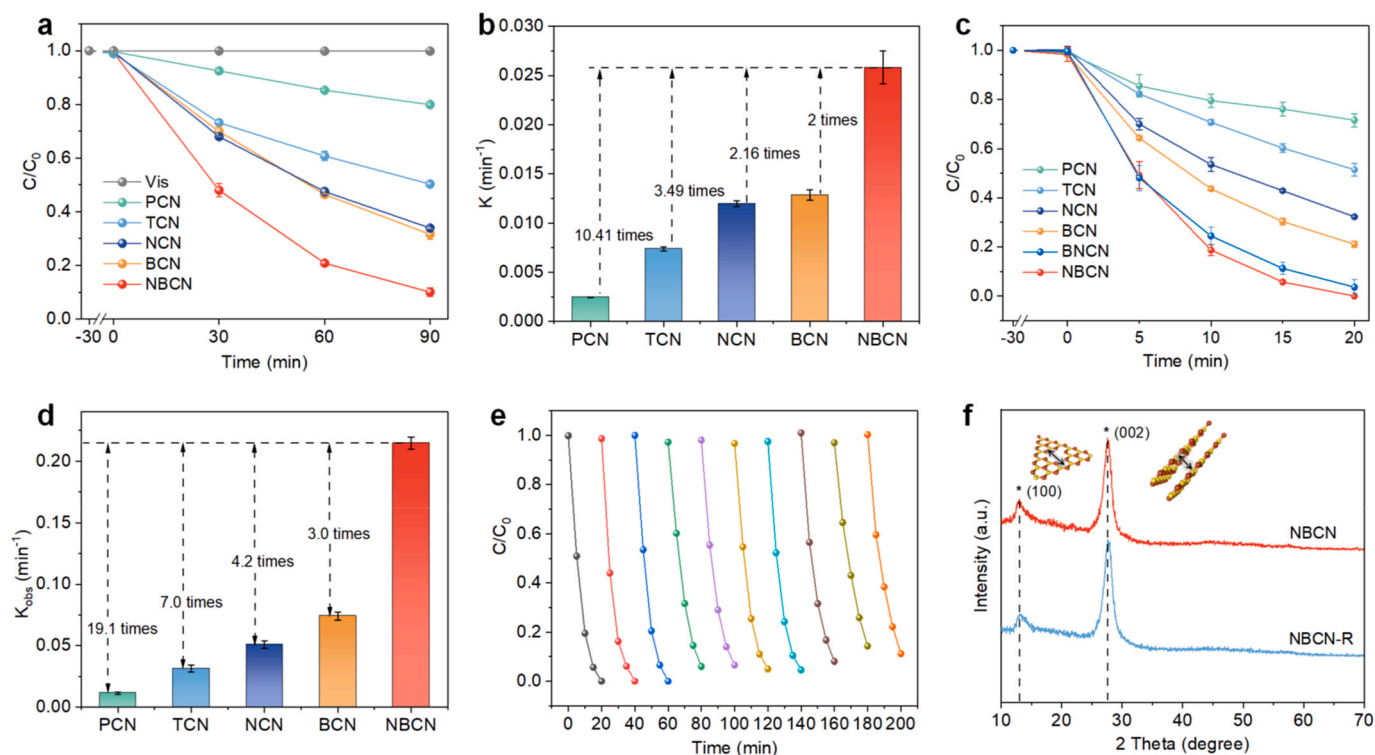 a
C/C0
1.0
0.8
0.6
0.4
0.2
0.0
Vis
PCN
TCN
NCN
BCN
NBCN
-30 0 30 60 90
Time (min)
b
K (min-1)
0.030
0.025
0.020
0.015
0.010
0.005
0.000
10.41 times
3.49 times
2.16 times
2 times
PCN TCN NCN BCN NBCN
c
C/C0
1.0
0.8
0.6
0.4
0.2
0.0
PCN
TCN
NCN
BCN
BNCN
NBCN
-30 0 5 10 15 20
Time (min)
d
Kobs (min-1)
0.20
0.15
0.10
0.05
0.00
19.1 times
7.0 times
4.2 times
3.0 times
PCN TCN NCN BCN NBCN
e
C/C0
1.0
0.8
0.6
0.4
0.2
0.0
0 20 40 60 80 100 120 140 160 180 200
Time (min)
f
Intensity (a.u.)
* (100)
* (002)
NBCN
NBCN-R
10 20 30 40 50 60 70
2 Theta (degree)